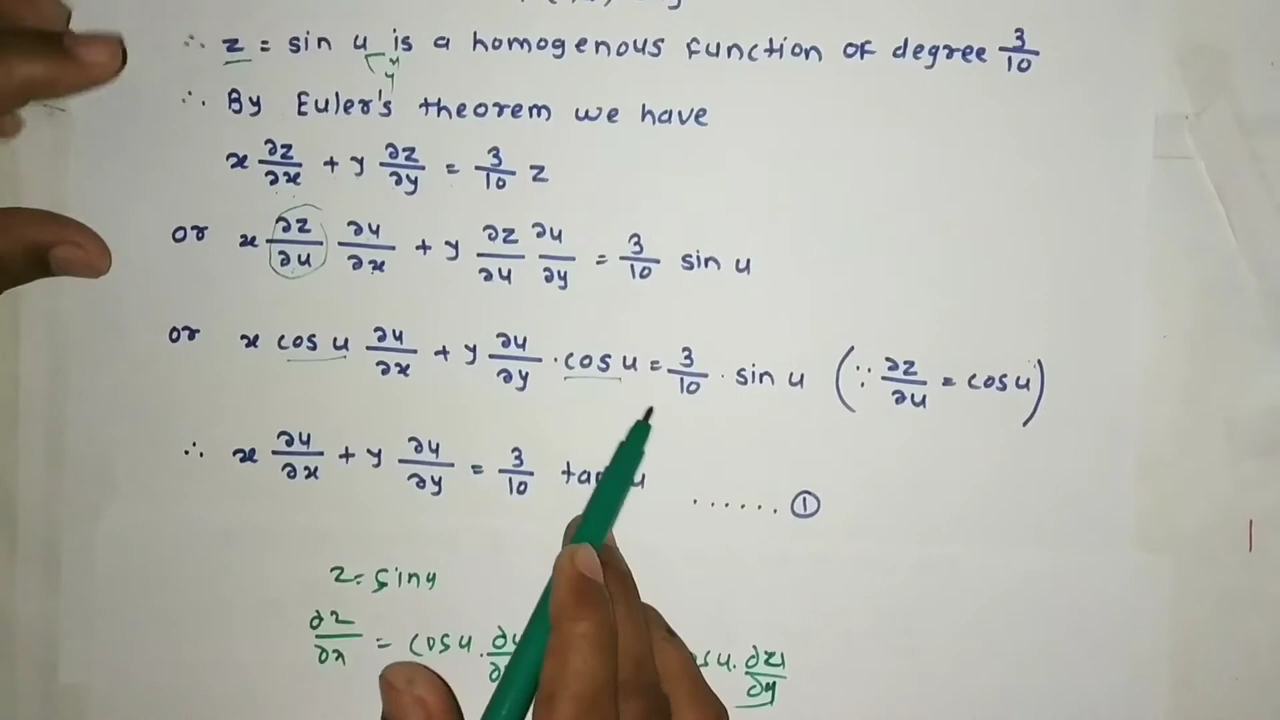 ∴ z = sin u is a homogenous function of degree 3/10
x
y
∴ By Euler's theorem we have
x ∂z/∂x + y ∂z/∂y = 3/10 z
or x ∂z/∂u ∂u/∂x + y ∂z/∂u ∂u/∂y = 3/10 sin u
or x cos u ∂u/∂x + y ∂u/∂y · cos u = 3/10 · sin u (∵ ∂z/∂u = cos u)
∴ x ∂u/∂x + y ∂u/∂y = 3/10 tan u ...... ①
z = sin u
∂z/∂x = cos u · ∂u